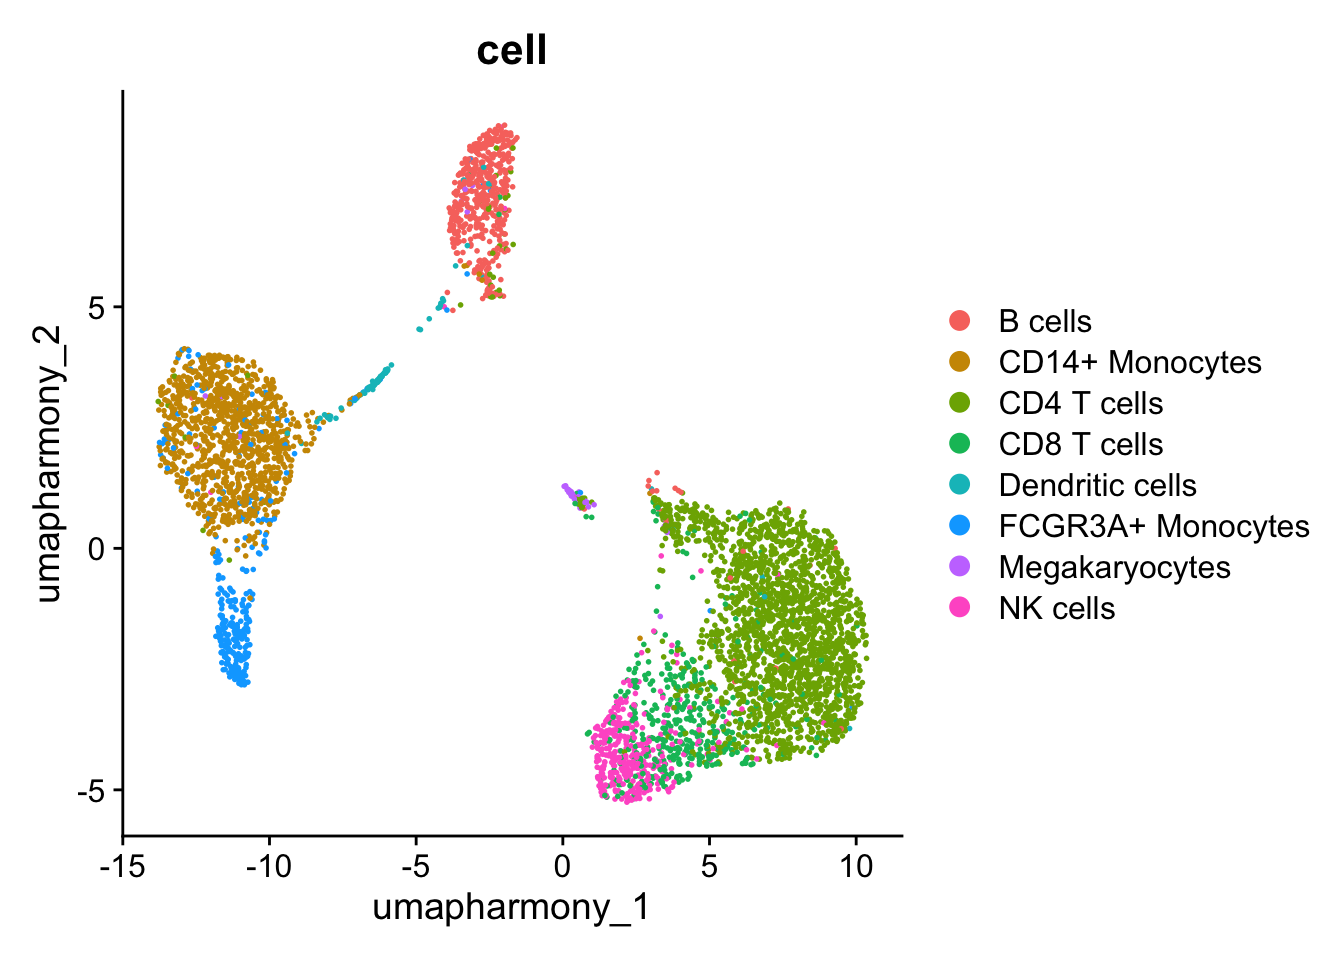 cell
umapharmony_2
5
0
-5
-15
-10
-5
0
5
10
umapharmony_1
B cells
CD14+ Monocytes
CD4 T cells
CD8 T cells
Dendritic cells
FCGR3A+ Monocytes
Megakaryocytes
NK cells